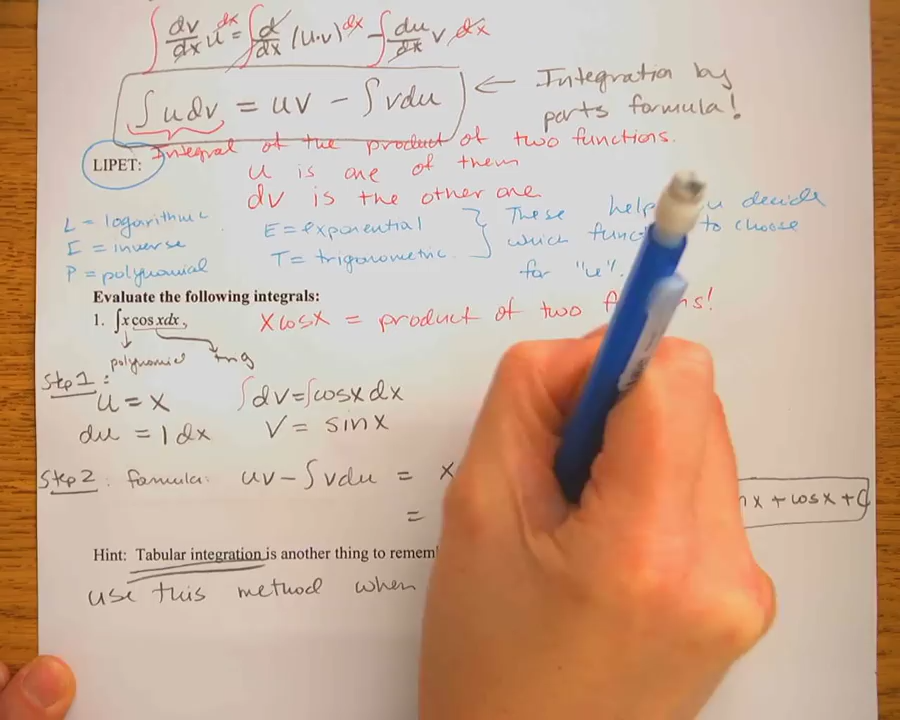 ∫ dv/dx u dx = ∫ d/dx (u·v) dx - ∫ du/dx v dx
∫ u dv = uv - ∫ v du ← Integration by
parts formula!
Integral of the product of two functions.
LIPET: u is one of them
dv is the other one
L = logarithmic
I = inverse
P = polynomial
E = exponential
T = trigonometric
These help decide
which to choose
for "u".
Evaluate the following integrals:
1. ∫ x cos x dx, x cos x = product of two
polynomial trig
Step 1: u = x ∫ dv = ∫ cos x dx
du = 1 dx v = sin x
Step 2: formula: uv - ∫ v du = x
= x + cos x + C
Hint: Tabular integration is another thing to
use this method when